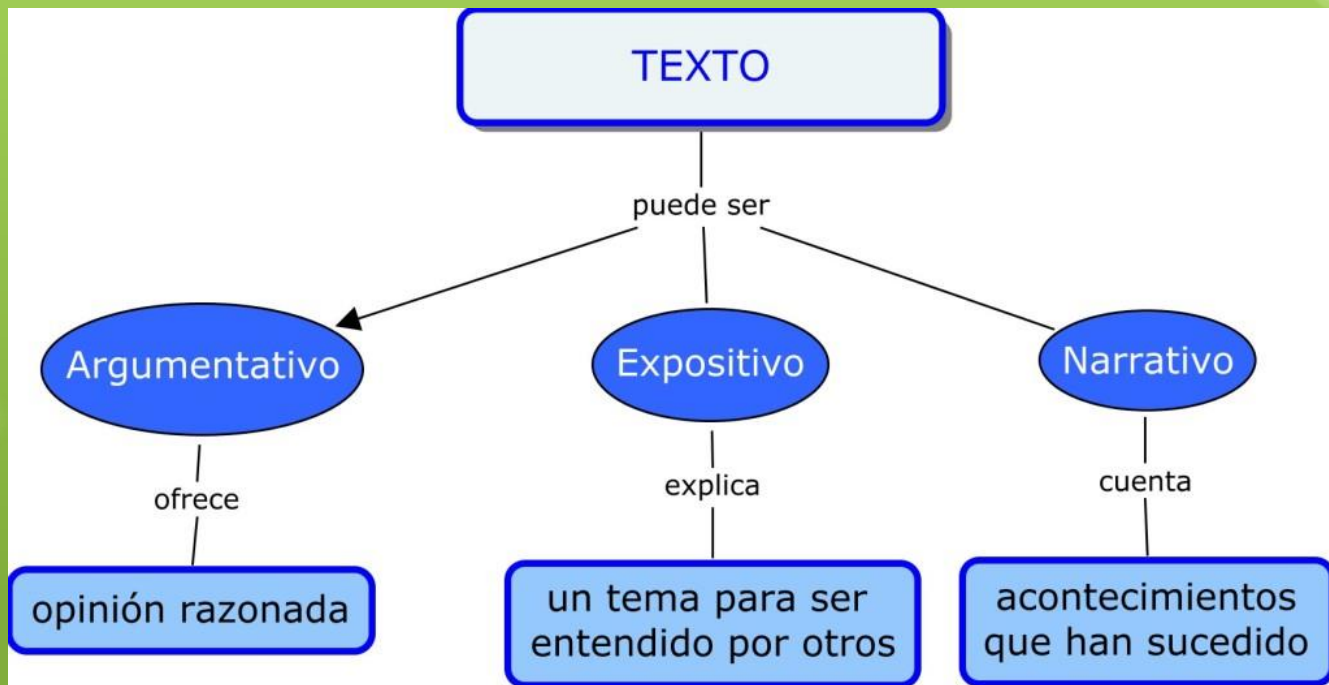 TEXTO
puede ser
Argumentativo
Expositivo
Narrativo
ofrece
explica
cuenta
opinión razonada
un tema para ser
entendido por otros
acontecimientos
que han sucedido